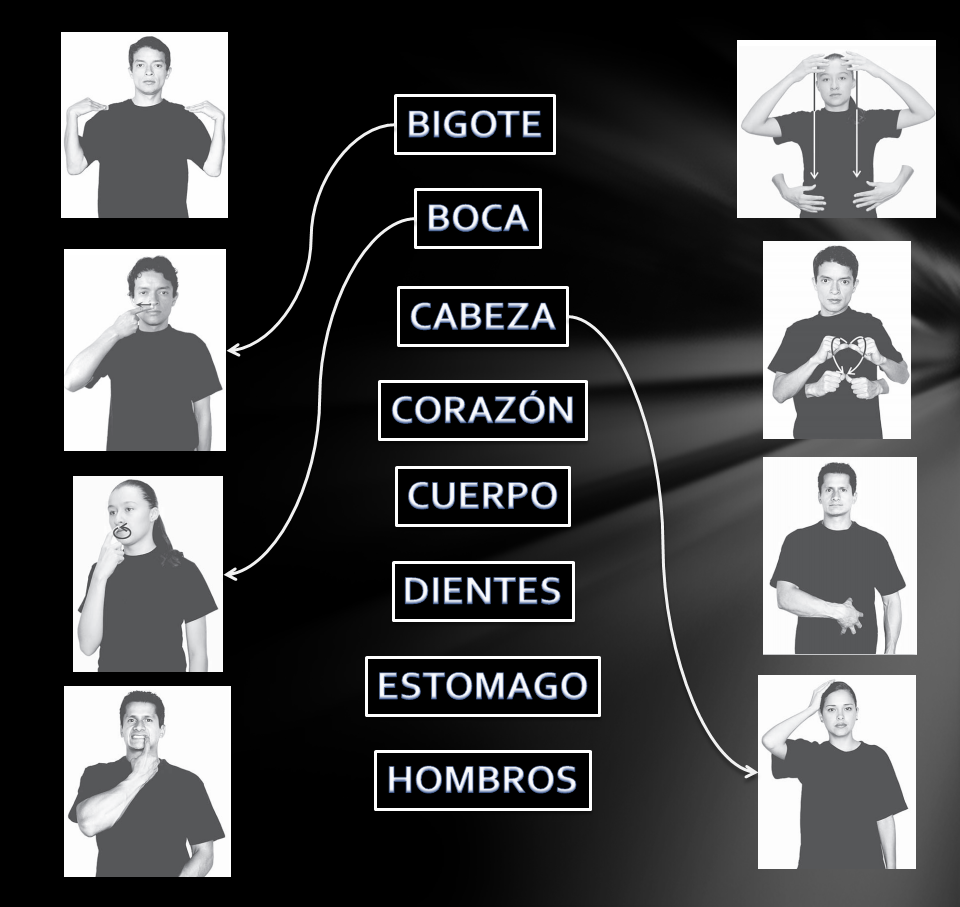 BIGOTE
BOCA
CABEZA
CORAZÓN
CUERPO
DIENTES
ESTOMAGO
HOMBROS